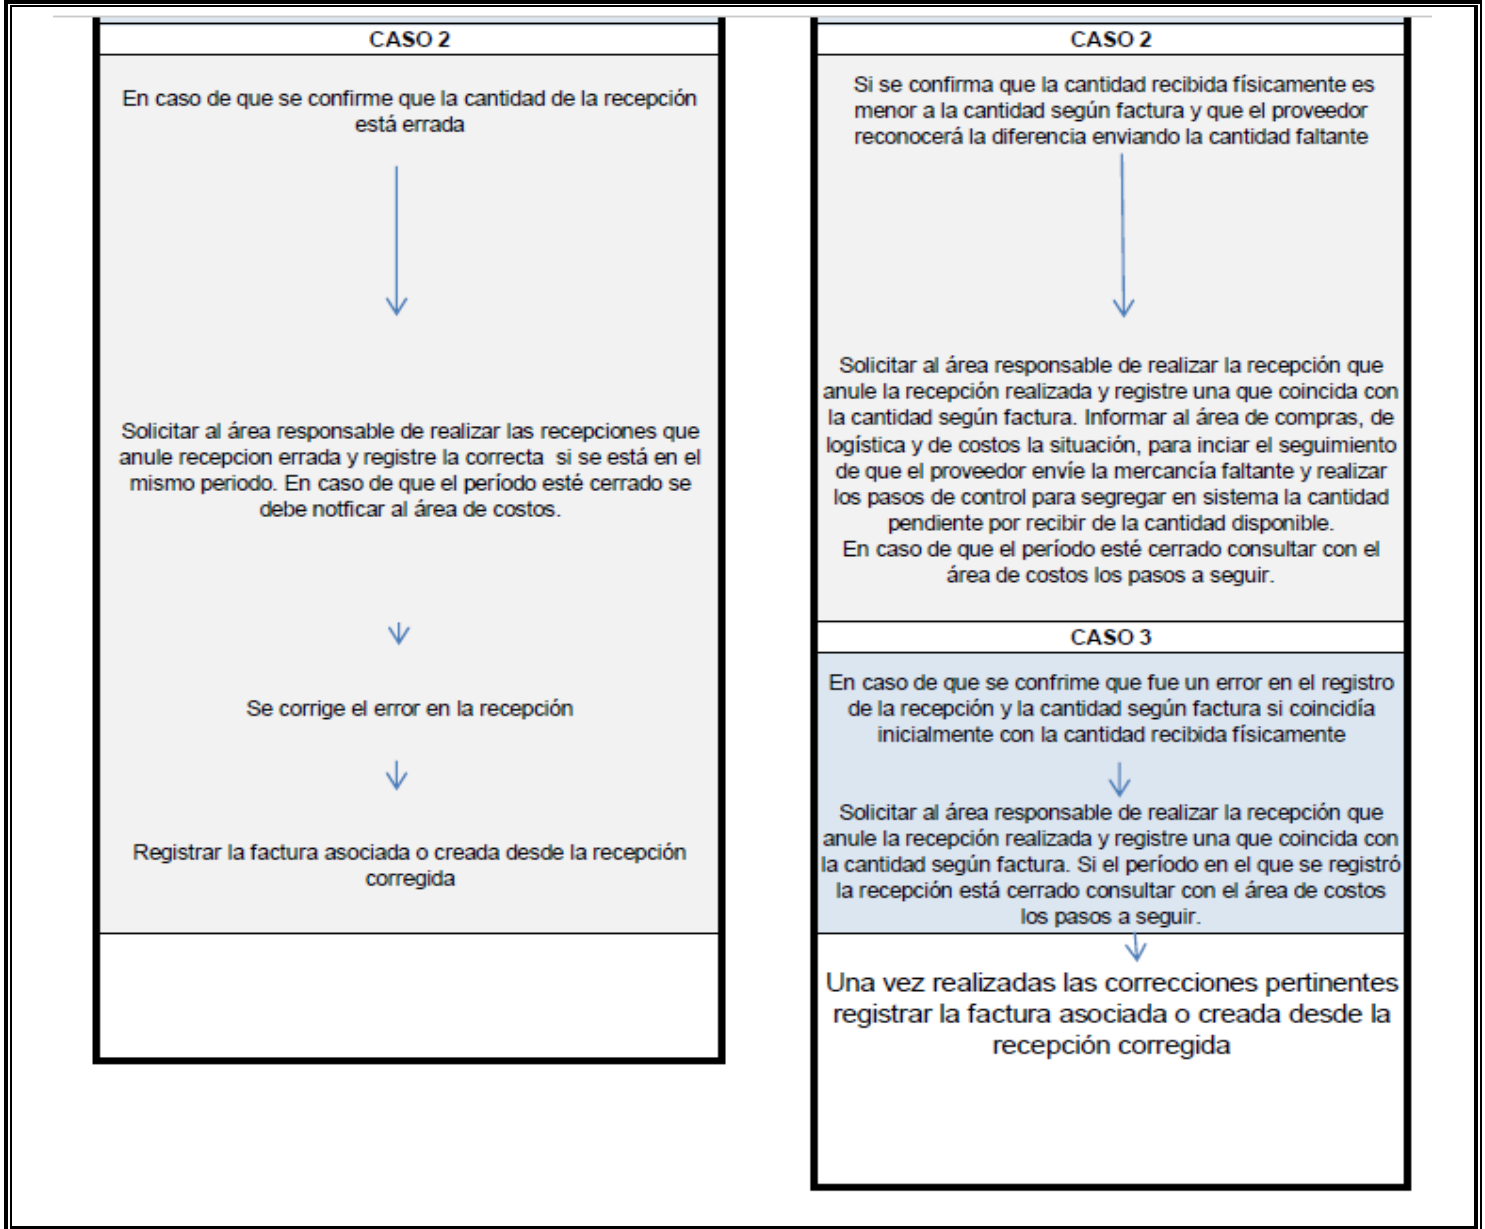 CASO 2
En caso de que se confirme que la cantidad de la recepción
está errada
Solicitar al área responsable de realizar las recepciones que
anule recepcion errada y registre la correcta  si se está en el
mismo periodo. En caso de que el período esté cerrado se
debe notficar al área de costos.
Se corrige el error en la recepción
Registrar la factura asociada o creada desde la recepción
corregida
CASO 2
Si se confirma que la cantidad recibida físicamente es
menor a la cantidad según factura y que el proveedor
reconocerá la diferencia enviando la cantidad faltante
Solicitar al área responsable de realizar la recepción que
anule la recepción realizada y registre una que coincida con
la cantidad según factura. Informar al área de compras, de
logística y de costos la situación, para inciar el seguimiento
de que el proveedor envíe la mercancía faltante y realizar
los pasos de control para segregar en sistema la cantidad
pendiente por recibir de la cantidad disponible.
En caso de que el período esté cerrado consultar con el
área de costos los pasos a seguir.
CASO 3
En caso de que se confrime que fue un error en el registro
de la recepción y la cantidad según factura si coincidía
inicialmente con la cantidad recibida físicamente
Solicitar al área responsable de realizar la recepción que
anule la recepción realizada y registre una que coincida con
la cantidad según factura. Si el período en el que se registró
la recepción está cerrado consultar con el área de costos
los pasos a seguir.
Una vez realizadas las correcciones pertinentes
registrar la factura asociada o creada desde la
recepción corregida